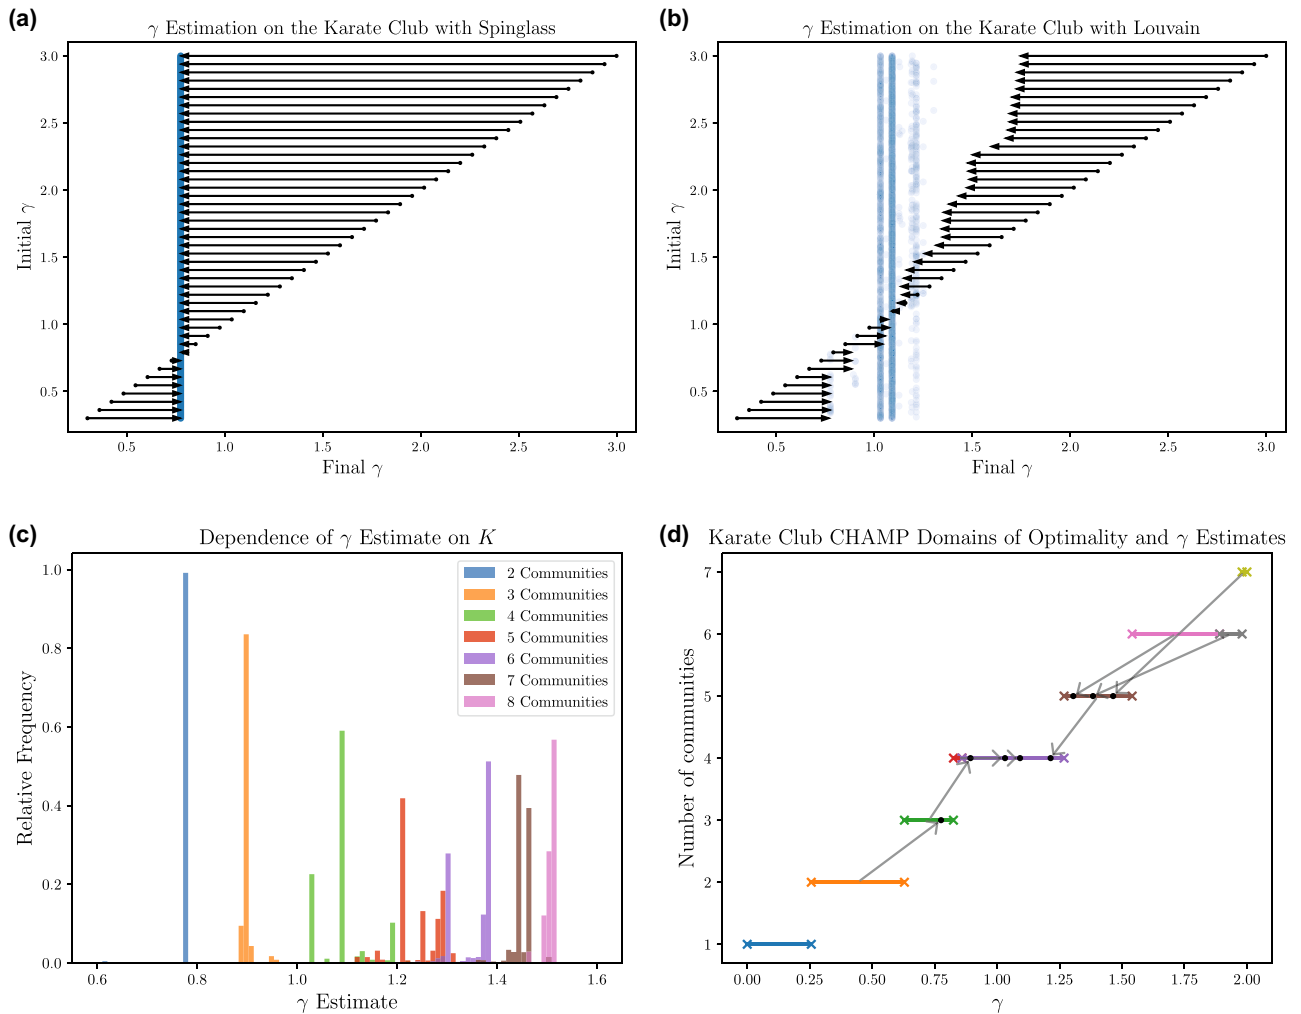 (a)
γ Estimation on the Karate Club with Spinglass
3.0
2.5
2.0
1.5
1.0
0.5
Initial γ
0.5 1.0 1.5 2.0 2.5 3.0
Final γ
(b)
γ Estimation on the Karate Club with Louvain
3.0
2.5
2.0
1.5
1.0
0.5
Initial γ
0.5 1.0 1.5 2.0 2.5 3.0
Final γ
(c)
Dependence of γ Estimate on K
1.0
0.8
0.6
0.4
0.2
0.0
Relative Frequency
2 Communities
3 Communities
4 Communities
5 Communities
6 Communities
7 Communities
8 Communities
0.6 0.8 1.0 1.2 1.4 1.6
γ Estimate
(d)
Karate Club CHAMP Domains of Optimality and γ Estimates
7
6
5
4
3
2
1
Number of communities
0.00 0.25 0.50 0.75 1.00 1.25 1.50 1.75 2.00
γ